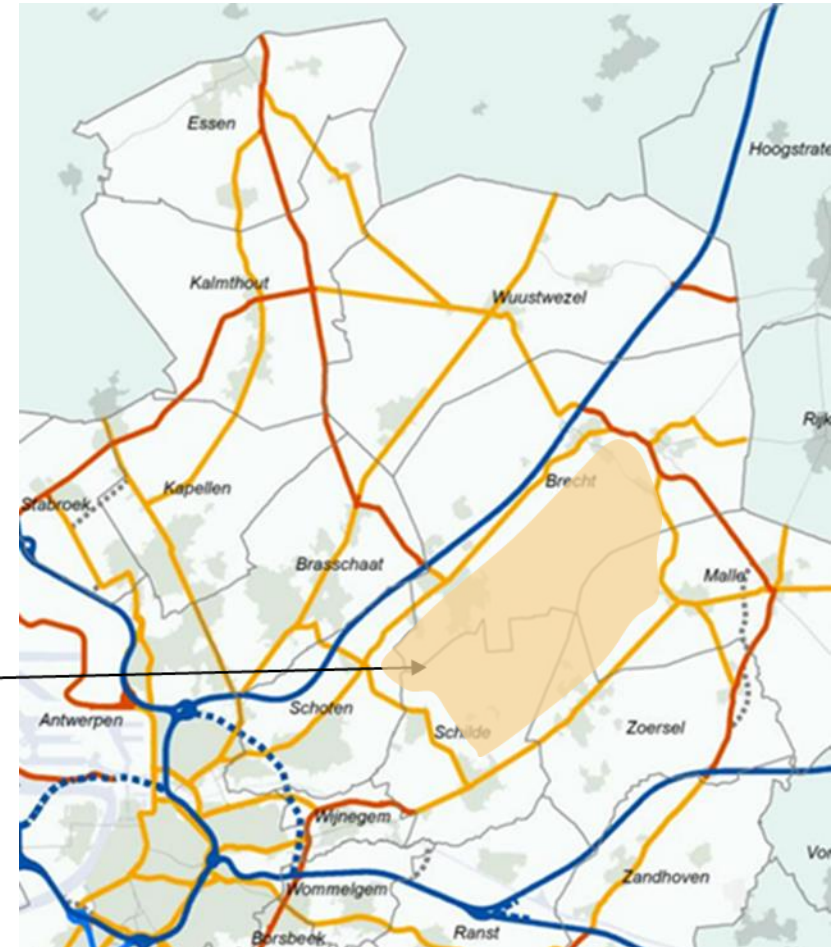 Essen
Hoogstrate
Kalmthout
Wuustwezel
Rijk
Brecht
Kapellen
Stabroek
Brasschaat
Malle
Antwerpen
Schoten
Schilde
Zoersel
Wijnegem
Wommelgem
Zandhoven
Vor
Borsbeek
Ranst